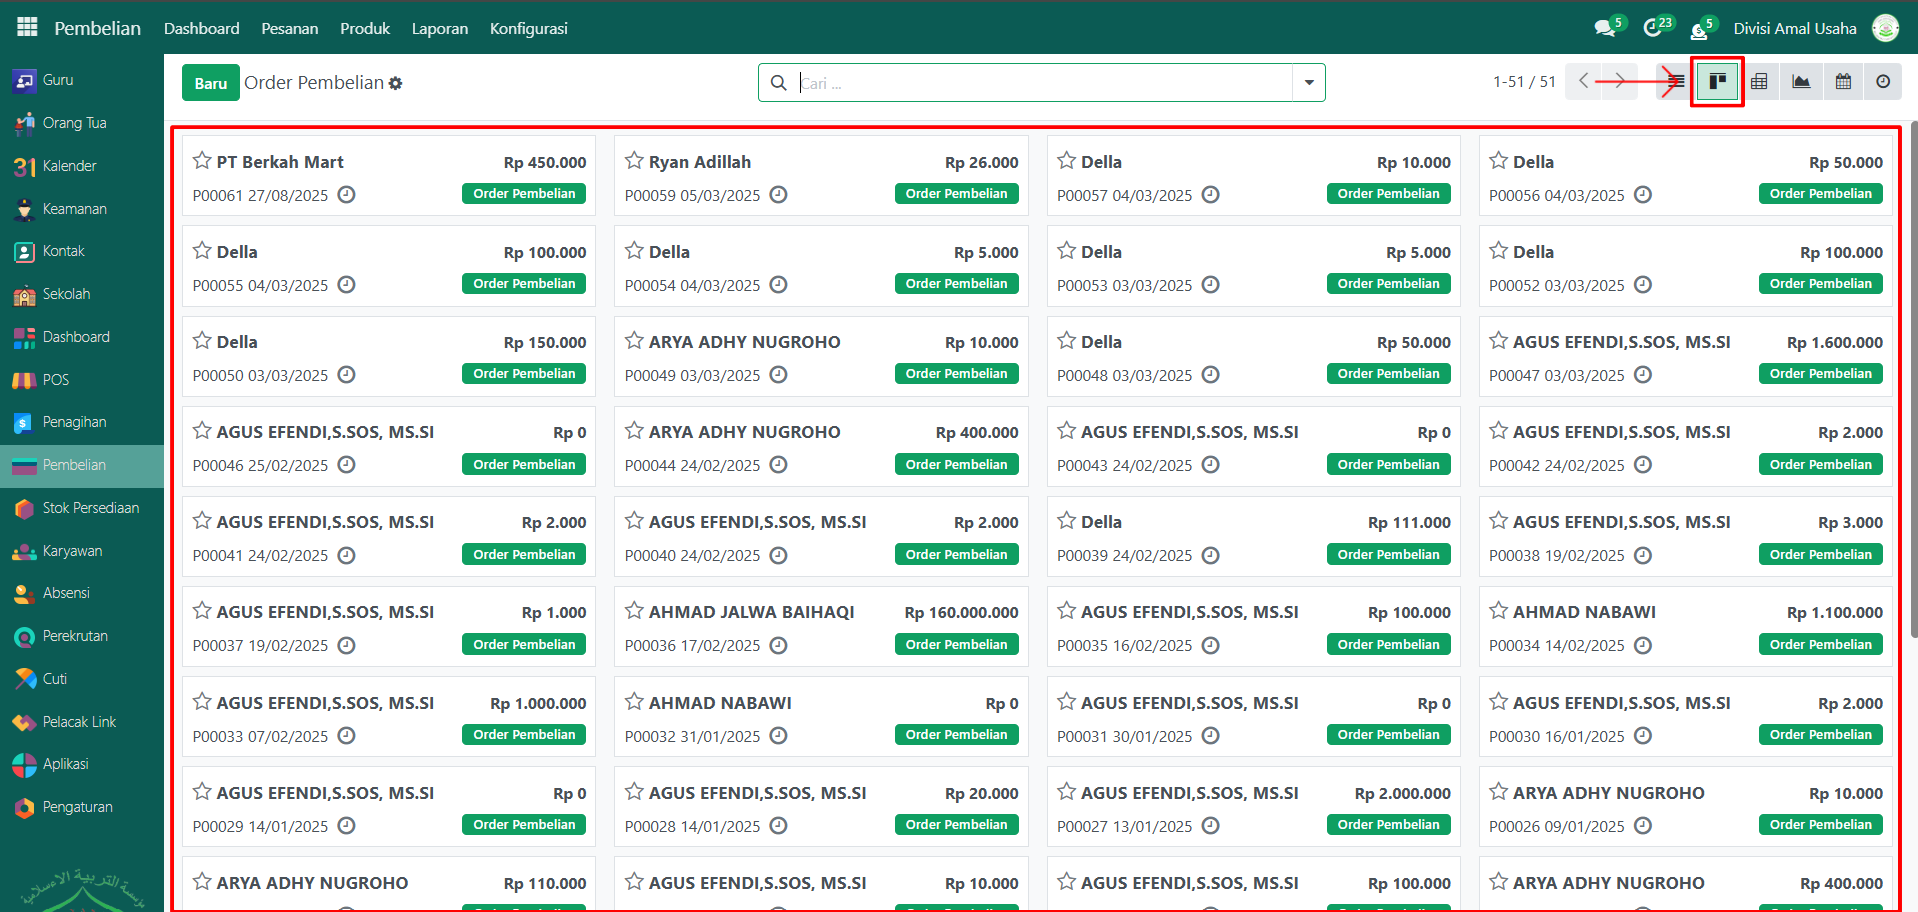 Pembelian Dashboard Pesanan Produk Laporan Konfigurasi 5 23 5 Divisi Amal Usaha
Guru
Orang Tua
31 Kalender
Keamanan
Kontak
Sekolah
Dashboard
POS
Penagihan
Pembelian
Stok Persediaan
Karyawan
Absensi
Perekrutan
Cuti
Pelacak Link
Aplikasi
Pengaturan
Baru Order Pembelian Cari ... 1-51 / 51
PT Berkah Mart Rp 450.000
P00061 27/08/2025 Order Pembelian
Ryan Adillah Rp 26.000
P00059 05/03/2025 Order Pembelian
Della Rp 10.000
P00057 04/03/2025 Order Pembelian
Della Rp 50.000
P00056 04/03/2025 Order Pembelian
Della Rp 100.000
P00055 04/03/2025 Order Pembelian
Della Rp 5.000
P00054 04/03/2025 Order Pembelian
Della Rp 5.000
P00053 03/03/2025 Order Pembelian
Della Rp 100.000
P00052 03/03/2025 Order Pembelian
Della Rp 150.000
P00050 03/03/2025 Order Pembelian
ARYA ADHY NUGROHO Rp 10.000
P00049 03/03/2025 Order Pembelian
Della Rp 50.000
P00048 03/03/2025 Order Pembelian
AGUS EFENDI,S.SOS, MS.SI Rp 1.600.000
P00047 03/03/2025 Order Pembelian
AGUS EFENDI,S.SOS, MS.SI Rp 0
P00046 25/02/2025 Order Pembelian
ARYA ADHY NUGROHO Rp 400.000
P00044 24/02/2025 Order Pembelian
AGUS EFENDI,S.SOS, MS.SI Rp 0
P00043 24/02/2025 Order Pembelian
AGUS EFENDI,S.SOS, MS.SI Rp 2.000
P00042 24/02/2025 Order Pembelian
AGUS EFENDI,S.SOS, MS.SI Rp 2.000
P00041 24/02/2025 Order Pembelian
AGUS EFENDI,S.SOS, MS.SI Rp 2.000
P00040 24/02/2025 Order Pembelian
Della Rp 111.000
P00039 24/02/2025 Order Pembelian
AGUS EFENDI,S.SOS, MS.SI Rp 3.000
P00038 19/02/2025 Order Pembelian
AGUS EFENDI,S.SOS, MS.SI Rp 1.000
P00037 19/02/2025 Order Pembelian
AHMAD JALWA BAIHAQI Rp 160.000.000
P00036 17/02/2025 Order Pembelian
AGUS EFENDI,S.SOS, MS.SI Rp 100.000
P00035 16/02/2025 Order Pembelian
AHMAD NABAWI Rp 1.100.000
P00034 14/02/2025 Order Pembelian
AGUS EFENDI,S.SOS, MS.SI Rp 1.000.000
P00033 07/02/2025 Order Pembelian
AHMAD NABAWI Rp 0
P00032 31/01/2025 Order Pembelian
AGUS EFENDI,S.SOS, MS.SI Rp 0
P00031 30/01/2025 Order Pembelian
AGUS EFENDI,S.SOS, MS.SI Rp 2.000
P00030 16/01/2025 Order Pembelian
AGUS EFENDI,S.SOS, MS.SI Rp 0
P00029 14/01/2025 Order Pembelian
AGUS EFENDI,S.SOS, MS.SI Rp 20.000
P00028 14/01/2025 Order Pembelian
AGUS EFENDI,S.SOS, MS.SI Rp 2.000.000
P00027 13/01/2025 Order Pembelian
ARYA ADHY NUGROHO Rp 10.000
P00026 09/01/2025 Order Pembelian
ARYA ADHY NUGROHO Rp 110.000
AGUS EFENDI,S.SOS, MS.SI Rp 10.000
AGUS EFENDI,S.SOS, MS.SI Rp 100.000
ARYA ADHY NUGROHO Rp 400.000